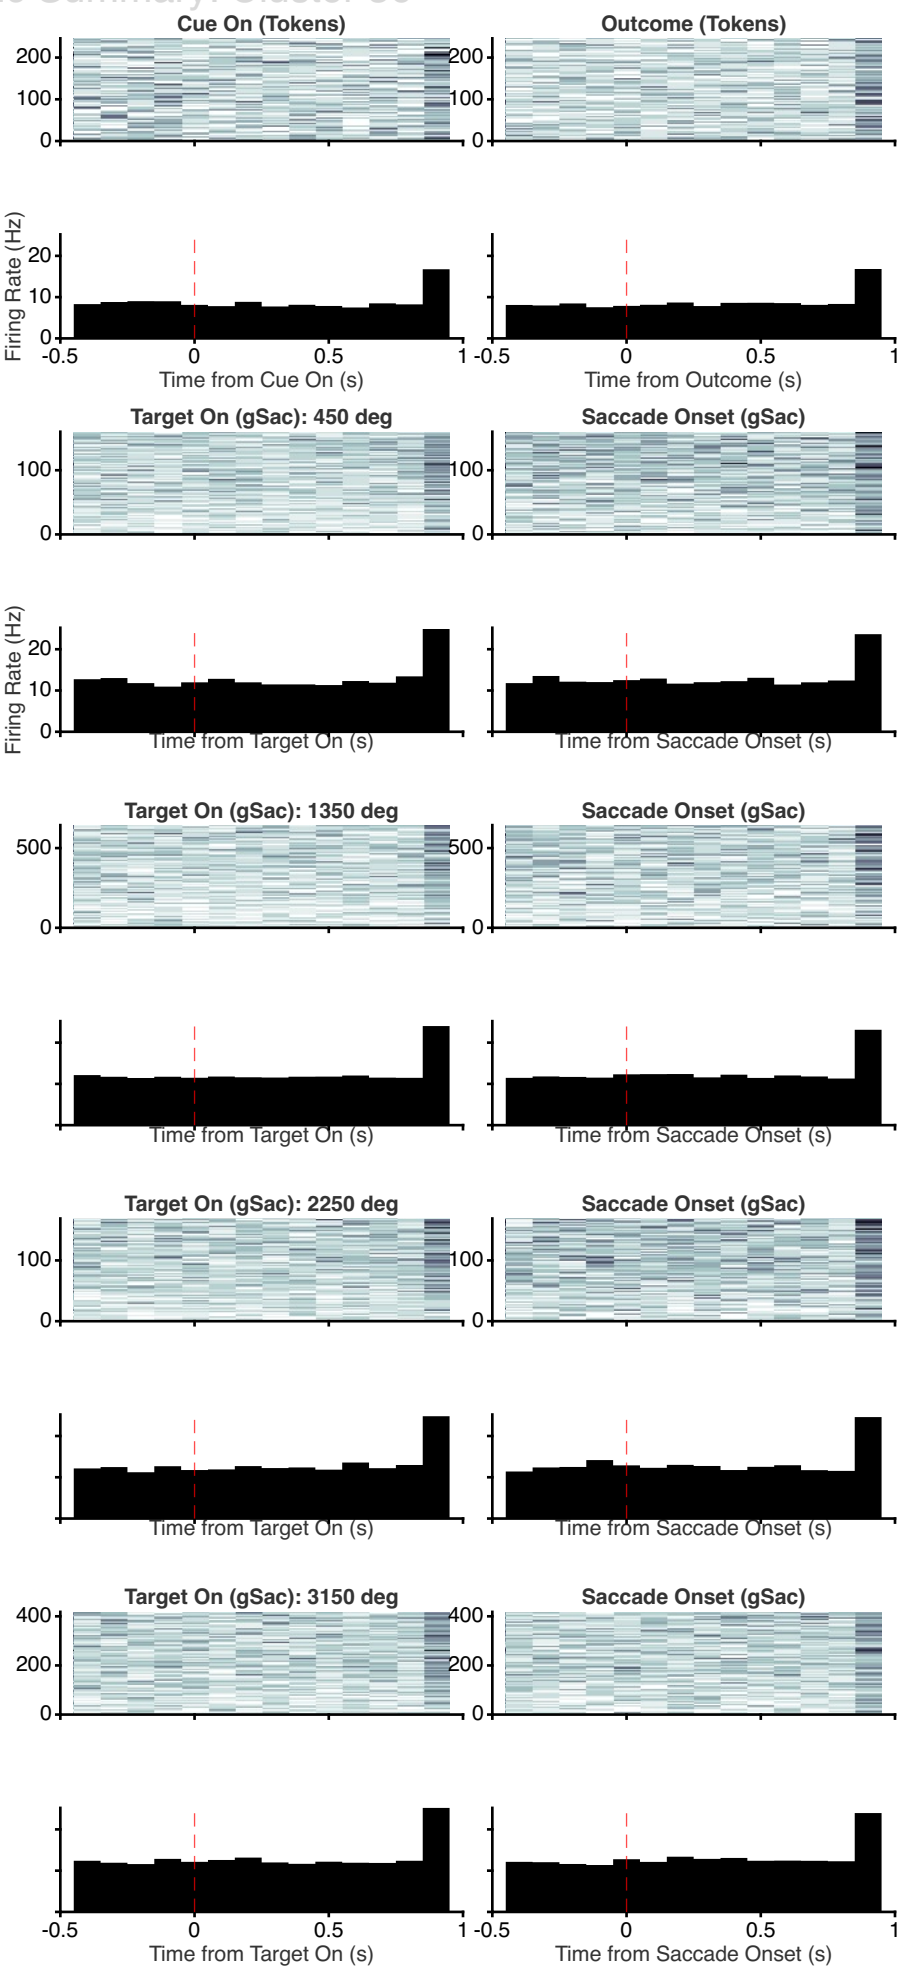 Summary: Cluster
Cue On (Tokens) Outcome (Tokens)
200 200
100 100
0 0
Firing Rate (Hz)
20
10
0
-0.5 0 0.5 1 -0.5 0 0.5 1
Time from Cue On (s) Time from Outcome (s)
Target On (gSac): 450 deg Saccade Onset (gSac)
100 100
0 0
Firing Rate (Hz)
20
10
0
Time from Target On (s) Time from Saccade Onset (s)
Target On (gSac): 1350 deg Saccade Onset (gSac)
500 500
0 0
Time from Target On (s) Time from Saccade Onset (s)
Target On (gSac): 2250 deg Saccade Onset (gSac)
100 100
0 0
Time from Target On (s) Time from Saccade Onset (s)
Target On (gSac): 3150 deg Saccade Onset (gSac)
400 400
200 200
0 0
-0.5 0 0.5 1 -0.5 0 0.5 1
Time from Target On (s) Time from Saccade Onset (s)